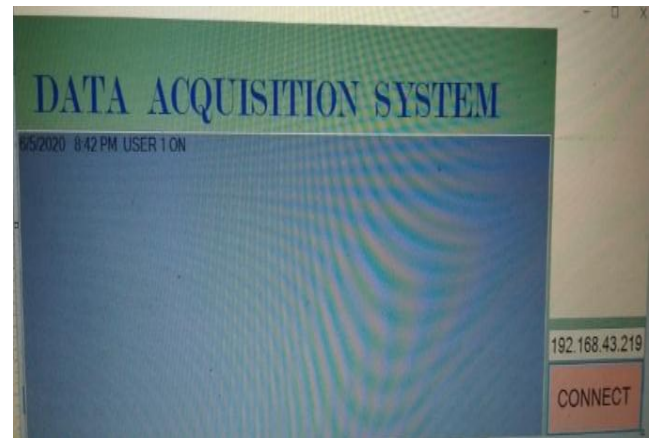 DATA ACQUISITION SYSTEM
6/5/2020 8:42 PM USER 1 ON
192.168.43.219
CONNECT